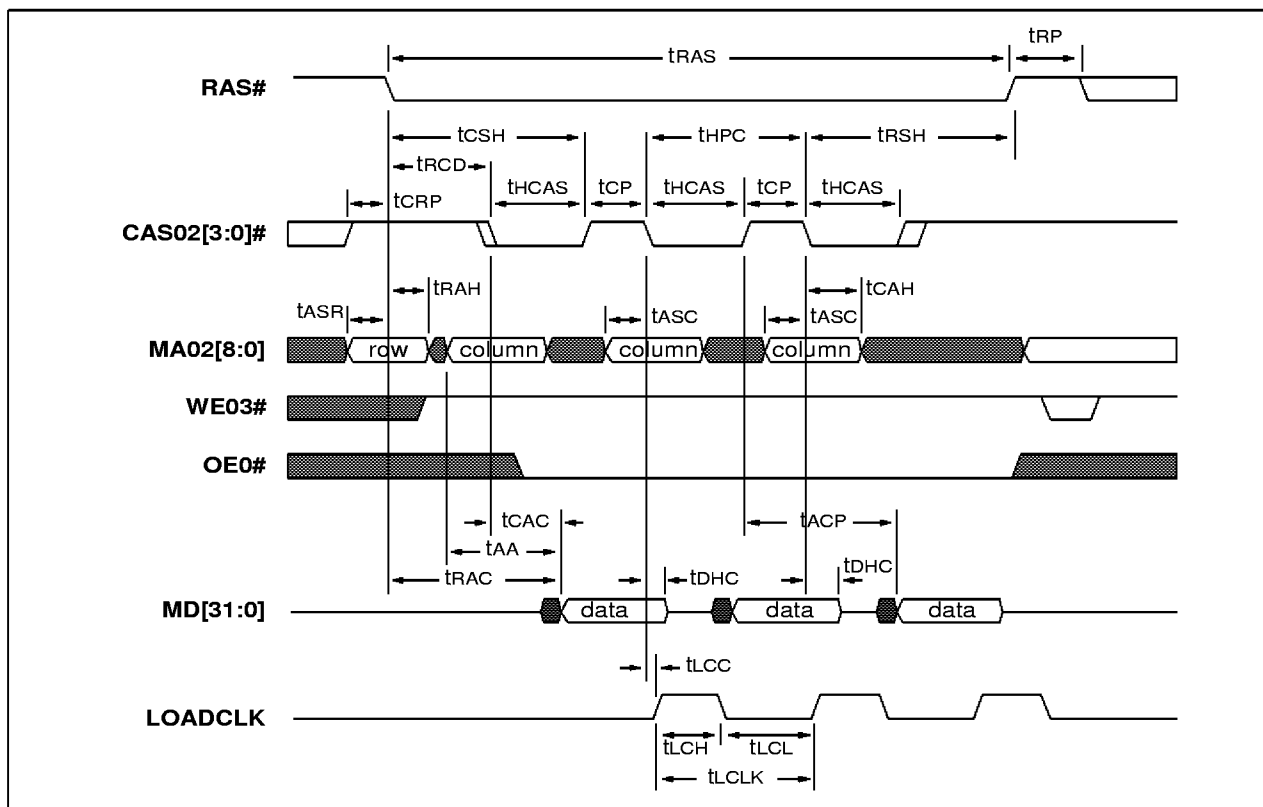 tRAS tRP
RAS#
tCSH tHPC tRSH
tRCD
tCRP tHCAS tCP tHCAS tCP tHCAS
CAS02[3:0]#
tASR tRAH tASC tASC tCAH
MA02[8:0] row column column column
WE03#
OE0#
tCAC tACP
tAA
tRAC tDHC tDHC
MD[31:0] data data data
tLCC
LOADCLK
tLCH tLCL
tLCLK